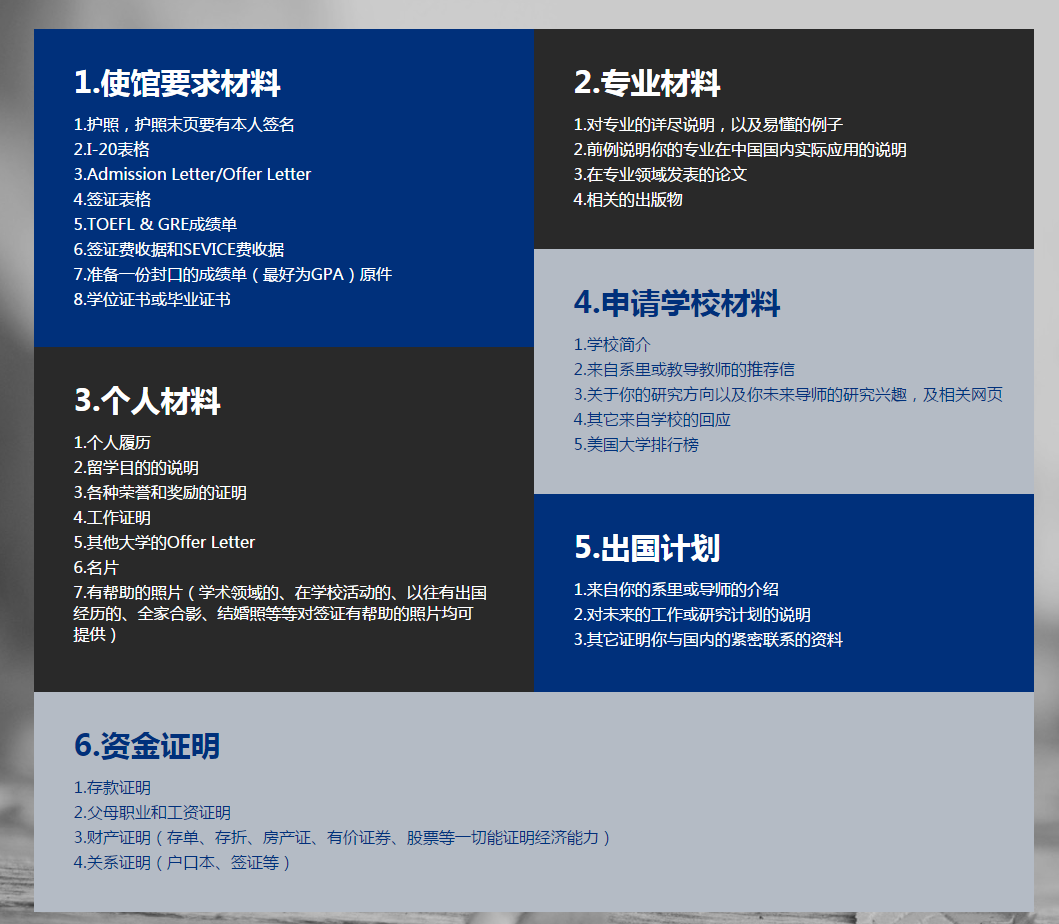 1.使馆要求材料
1.护照，护照末页要有本人签名
2.I-20表格
3.Admission Letter/Offer Letter
4.签证表格
5.TOEFL & GRE成绩单
6.签证费收据和SEVICE费收据
7.准备一份封口的成绩单（最好为GPA）原件
8.学位证书或毕业证书
2.专业材料
1.对专业的详尽说明，以及易懂的例子
2.前例说明你的专业在中国国内实际应用的说明
3.在专业领域发表的论文
4.相关的出版物
3.个人材料
1.个人履历
2.留学目的的说明
3.各种荣誉和奖励的证明
4.工作证明
5.其他大学的Offer Letter
6.名片
7.有帮助的照片（学术领域的、在学校活动的、以往有出国
经历的、全家合影、结婚照等等对签证有帮助的照片均可
提供）
4.申请学校材料
1.学校简介
2.来自系里或教导教师的推荐信
3.关于你的研究方向以及你未来导师的研究兴趣，及相关网页
4.其它来自学校的回应
5.美国大学排行榜
5.出国计划
1.来自你的系里或导师的介绍
2.对未来的工作或研究计划的说明
3.其它证明你与国内的紧密联系的资料
6.资金证明
1.存款证明
2.父母职业和工资证明
3.财产证明（存单、存折、房产证、有价证券、股票等一切能证明经济能力）
4.关系证明（户口本、签证等）